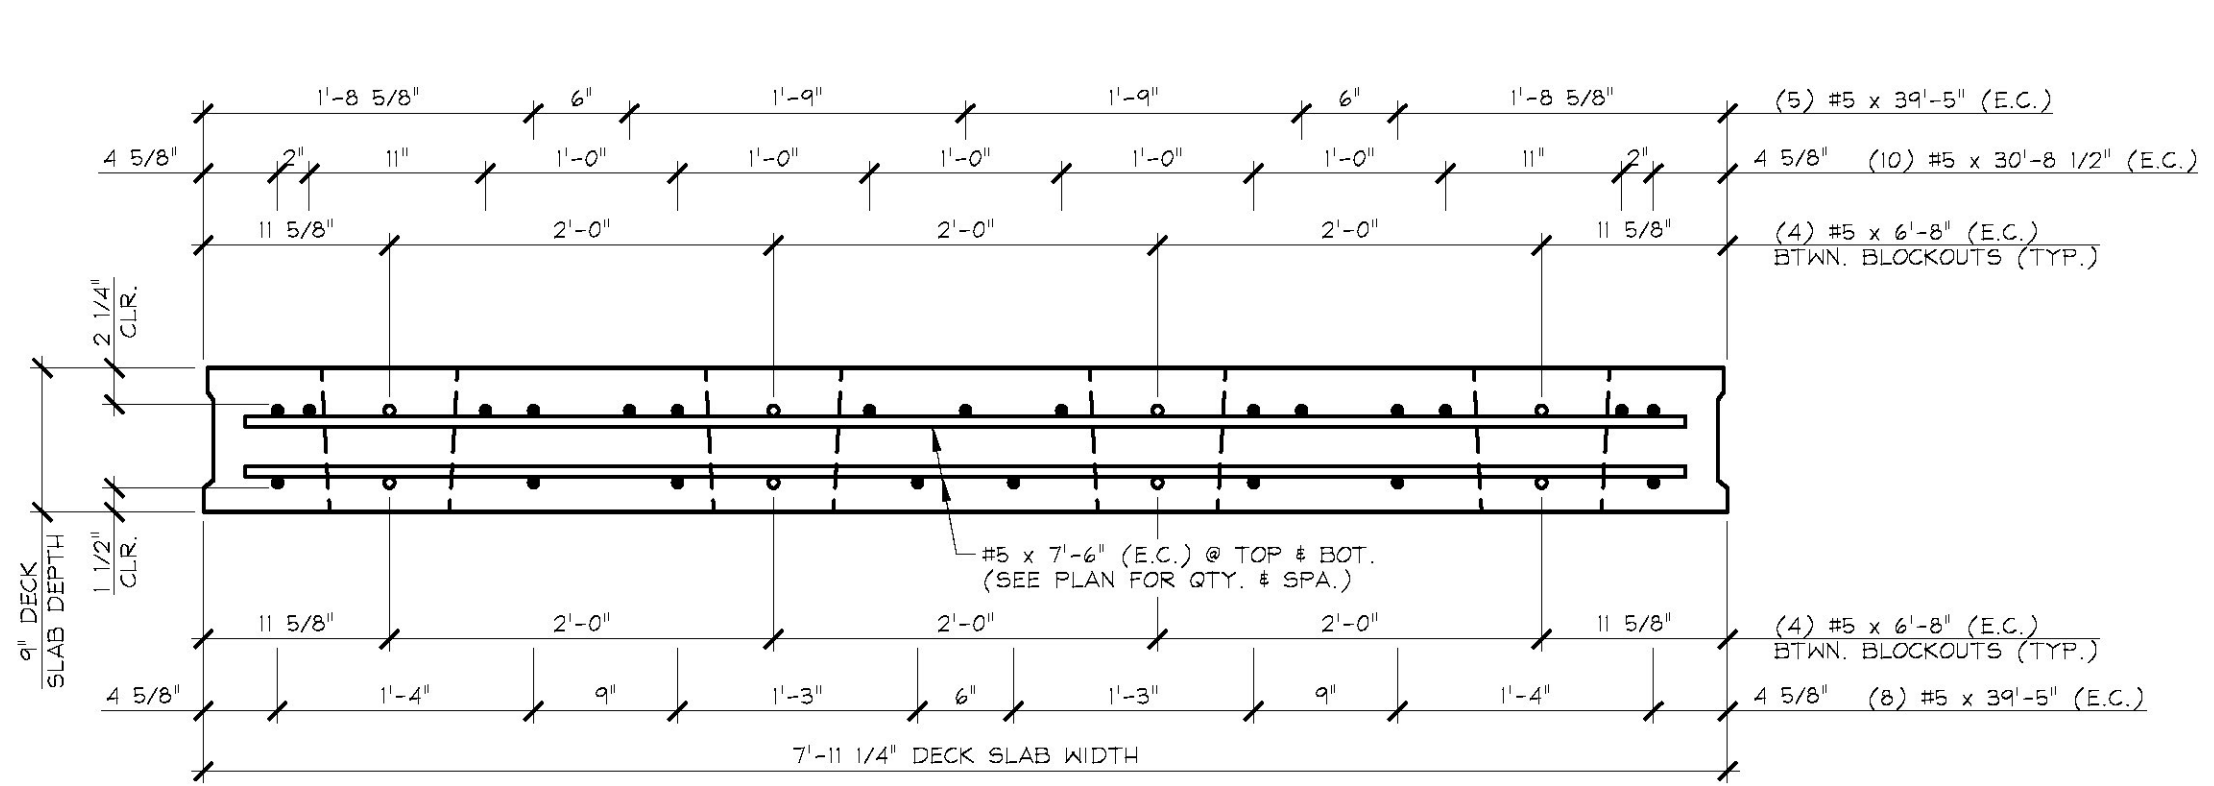 1'-8 5/8" 6" 1'-9" 1'-9" 6" 1'-8 5/8" (5) #5 x 39'-5" (E.C.)
4 5/8" 2" 11" 1'-0" 1'-0" 1'-0" 1'-0" 1'-0" 11" 2" 4 5/8" (10) #5 x 30'-8 1/2" (E.C.)
11 5/8" 2'-0" 2'-0" 2'-0" 11 5/8" (4) #5 x 6'-8" (E.C.)
BTWN. BLOCKOUTS (TYP.)
2 1/4"
CLR.
9" DECK
SLAB DEPTH
1 1/2"
CLR.
#5 x 7'-6" (E.C.) @ TOP & BOT.
(SEE PLAN FOR QTY. & SPA.)
11 5/8" 2'-0" 2'-0" 2'-0" 11 5/8" (4) #5 x 6'-8" (E.C.)
BTWN. BLOCKOUTS (TYP.)
4 5/8" 1'-4" 9" 1'-3" 6" 1'-3" 9" 1'-4" 4 5/8" (8) #5 x 39'-5" (E.C.)
7'-11 1/4" DECK SLAB WIDTH